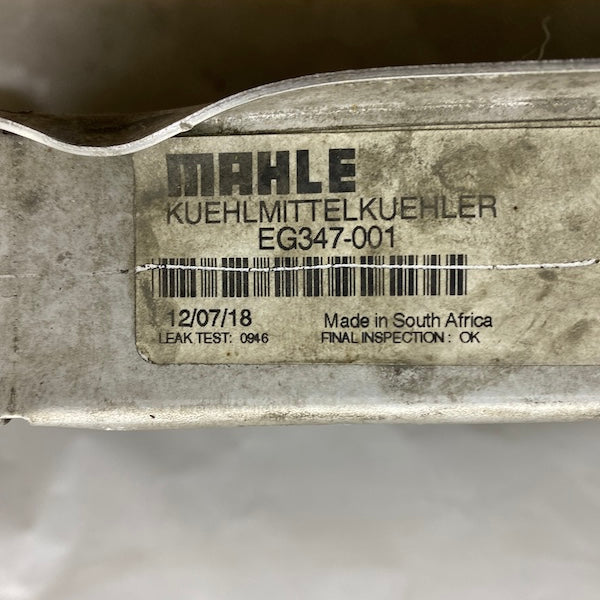 MAHLE
KUEHLMITTELKUEHLER
EG347-001
12/07/18 Made in South Africa
LEAK TEST: 0946 FINAL INSPECTION: OK